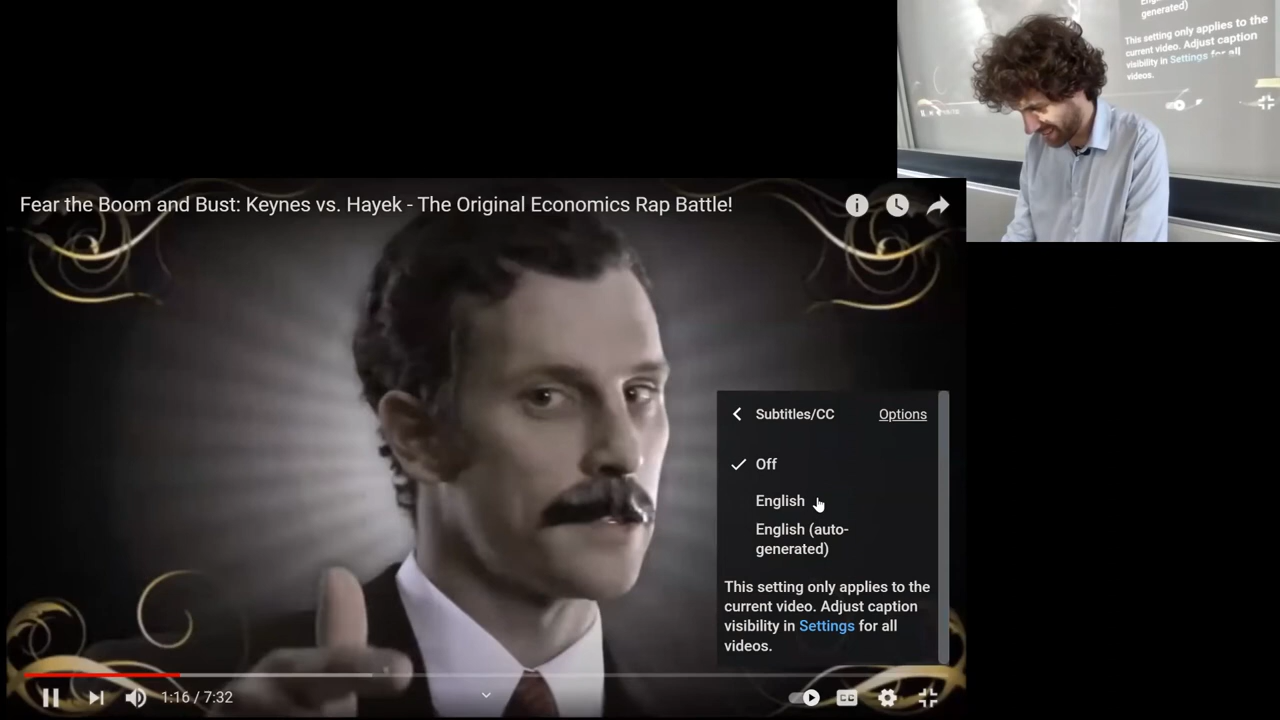 Fear the Boom and Bust: Keynes vs. Hayek - The Original Economics Rap Battle!
Subtitles/CC
Options
Off
English
English (auto-
generated)
This setting only applies to the
current video. Adjust caption
visibility in Settings for all
videos.
1:16 / 7:32
CC
generated)
This setting only applies to the
current video. Adjust caption
visibility in Settings for all
videos.